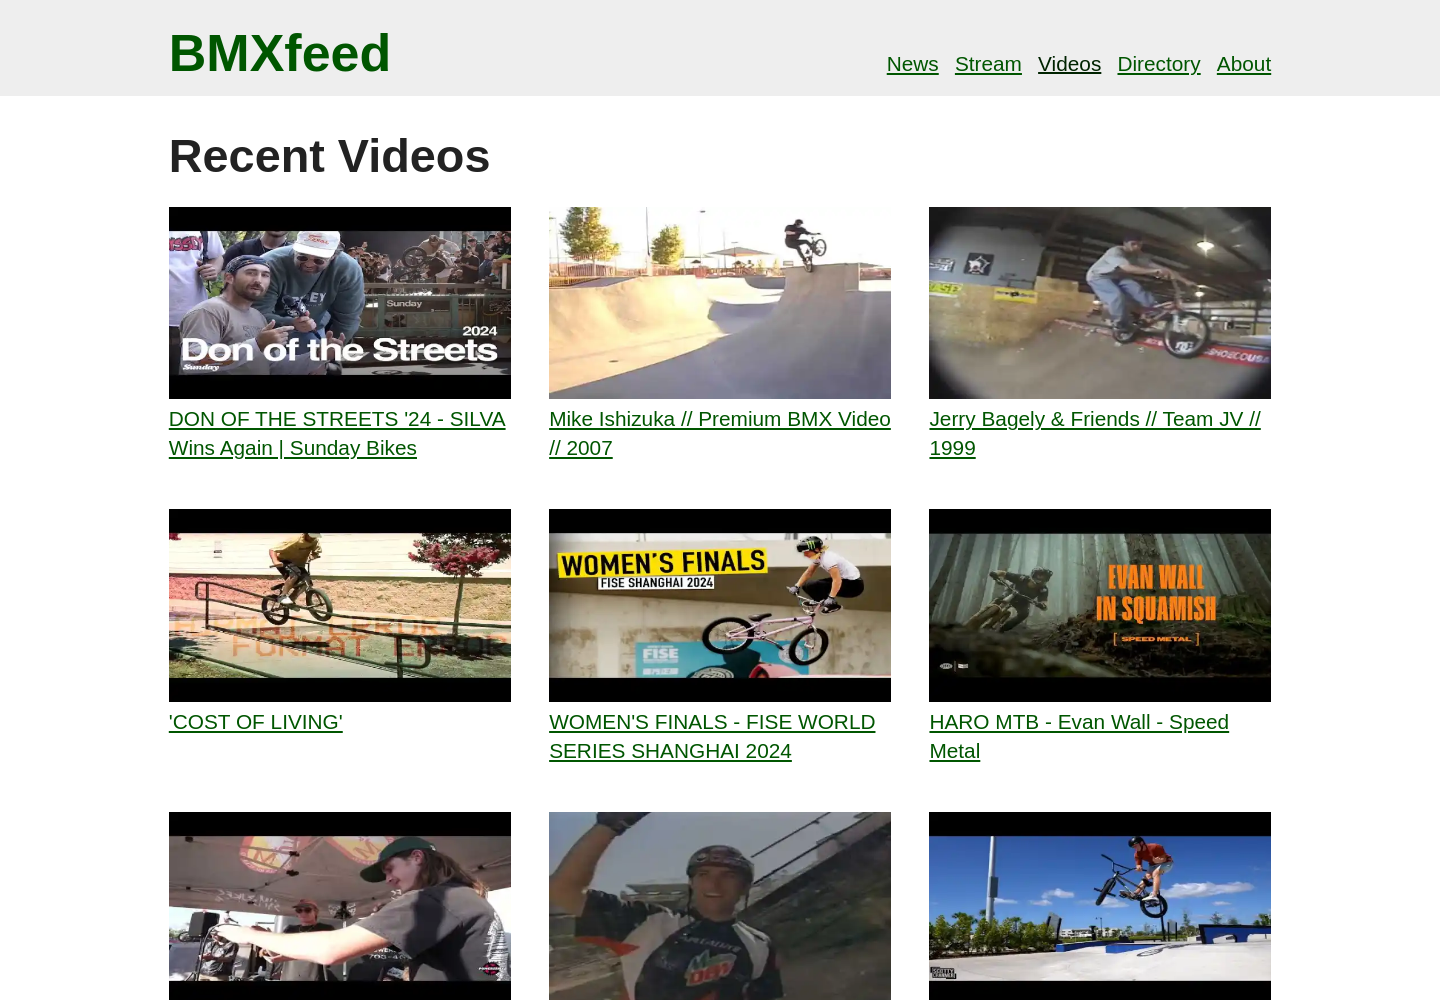 BMXfeed
News Stream Videos Directory About
Recent Videos
Sunday
2024
Don of the Streets
Sunday
DON OF THE STREETS '24 - SILVA
Wins Again | Sunday Bikes
Mike Ishizuka // Premium BMX Video
// 2007
Jerry Bagely & Friends // Team JV //
1999
FORMAT ERROR
FORMAT ERROR
'COST OF LIVING'
WOMEN'S FINALS
FISE SHANGHAI 2024
FISE
WOMEN'S FINALS - FISE WORLD
SERIES SHANGHAI 2024
EVAN WALL
IN SQUAMISH
[ SPEED METAL ]
HARO MTB - Evan Wall - Speed
Metal